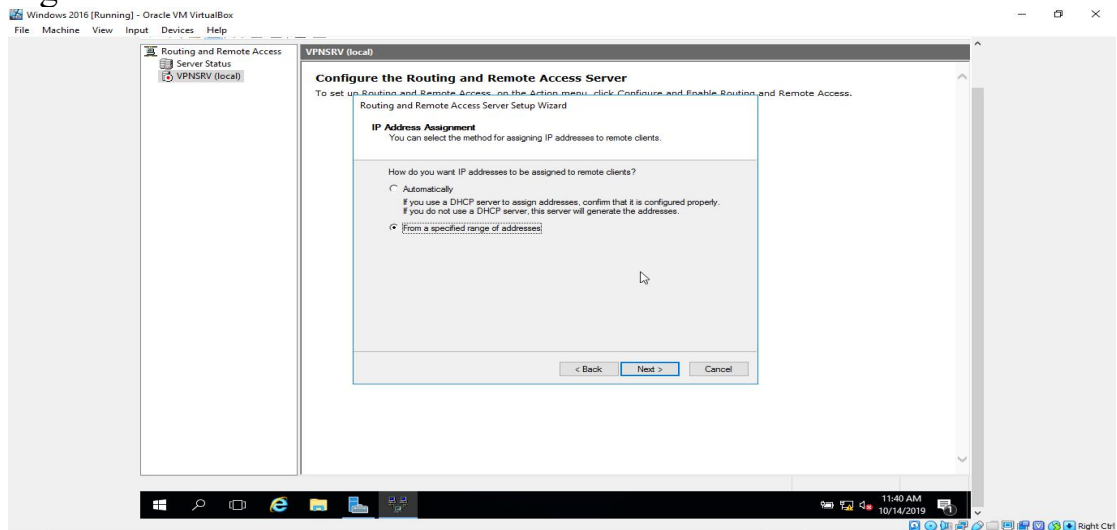 Windows 2016 [Running] - Oracle VM VirtualBox
File Machine View Input Devices Help
Routing and Remote Access
Server Status
VPNSRV (local)
VPNSRV (local)
Configure the Routing and Remote Access Server
To set up Routing and Remote Access, on the Action menu, click Configure and Enable Routing and Remote Access.
Routing and Remote Access Server Setup Wizard
IP Address Assignment
You can select the method for assigning IP addresses to remote clients.
How do you want IP addresses to be assigned to remote clients?
Automatically
If you use a DHCP server to assign addresses, confirm that it is configured properly.
If you do not use a DHCP server, this server will generate the addresses.
From a specified range of addresses
< Back Next > Cancel
11:40 AM
10/14/2019
1
Right Ctrl